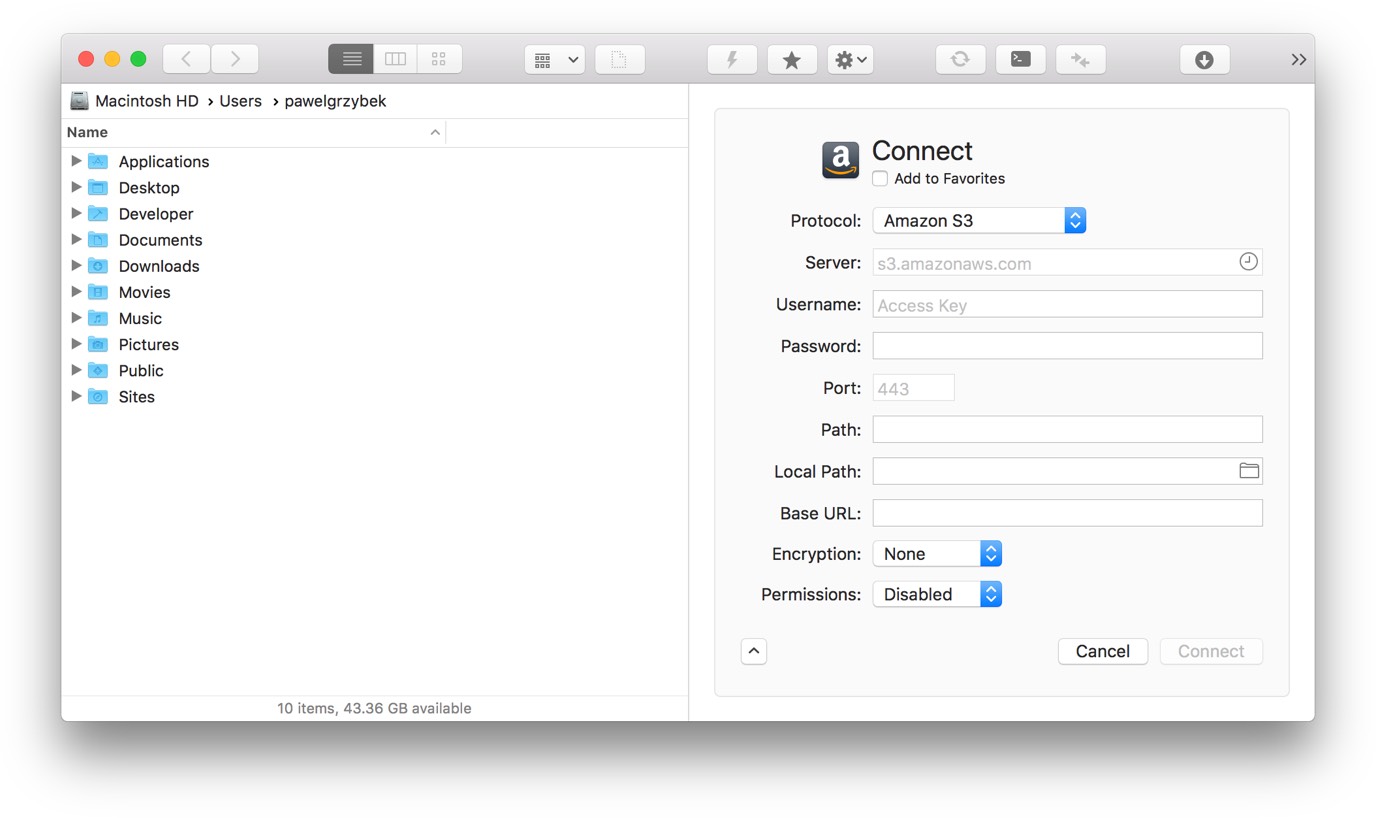 Macintosh HD › Users › pawelgrzybek
Name
Applications
Desktop
Developer
Documents
Downloads
Movies
Music
Pictures
Public
Sites
10 items, 43.36 GB available
a
Connect
Add to Favorites
Protocol: Amazon S3
Server: s3.amazonaws.com
Username: Access Key
Password:
Port: 443
Path:
Local Path:
Base URL:
Encryption: None
Permissions: Disabled
Cancel Connect